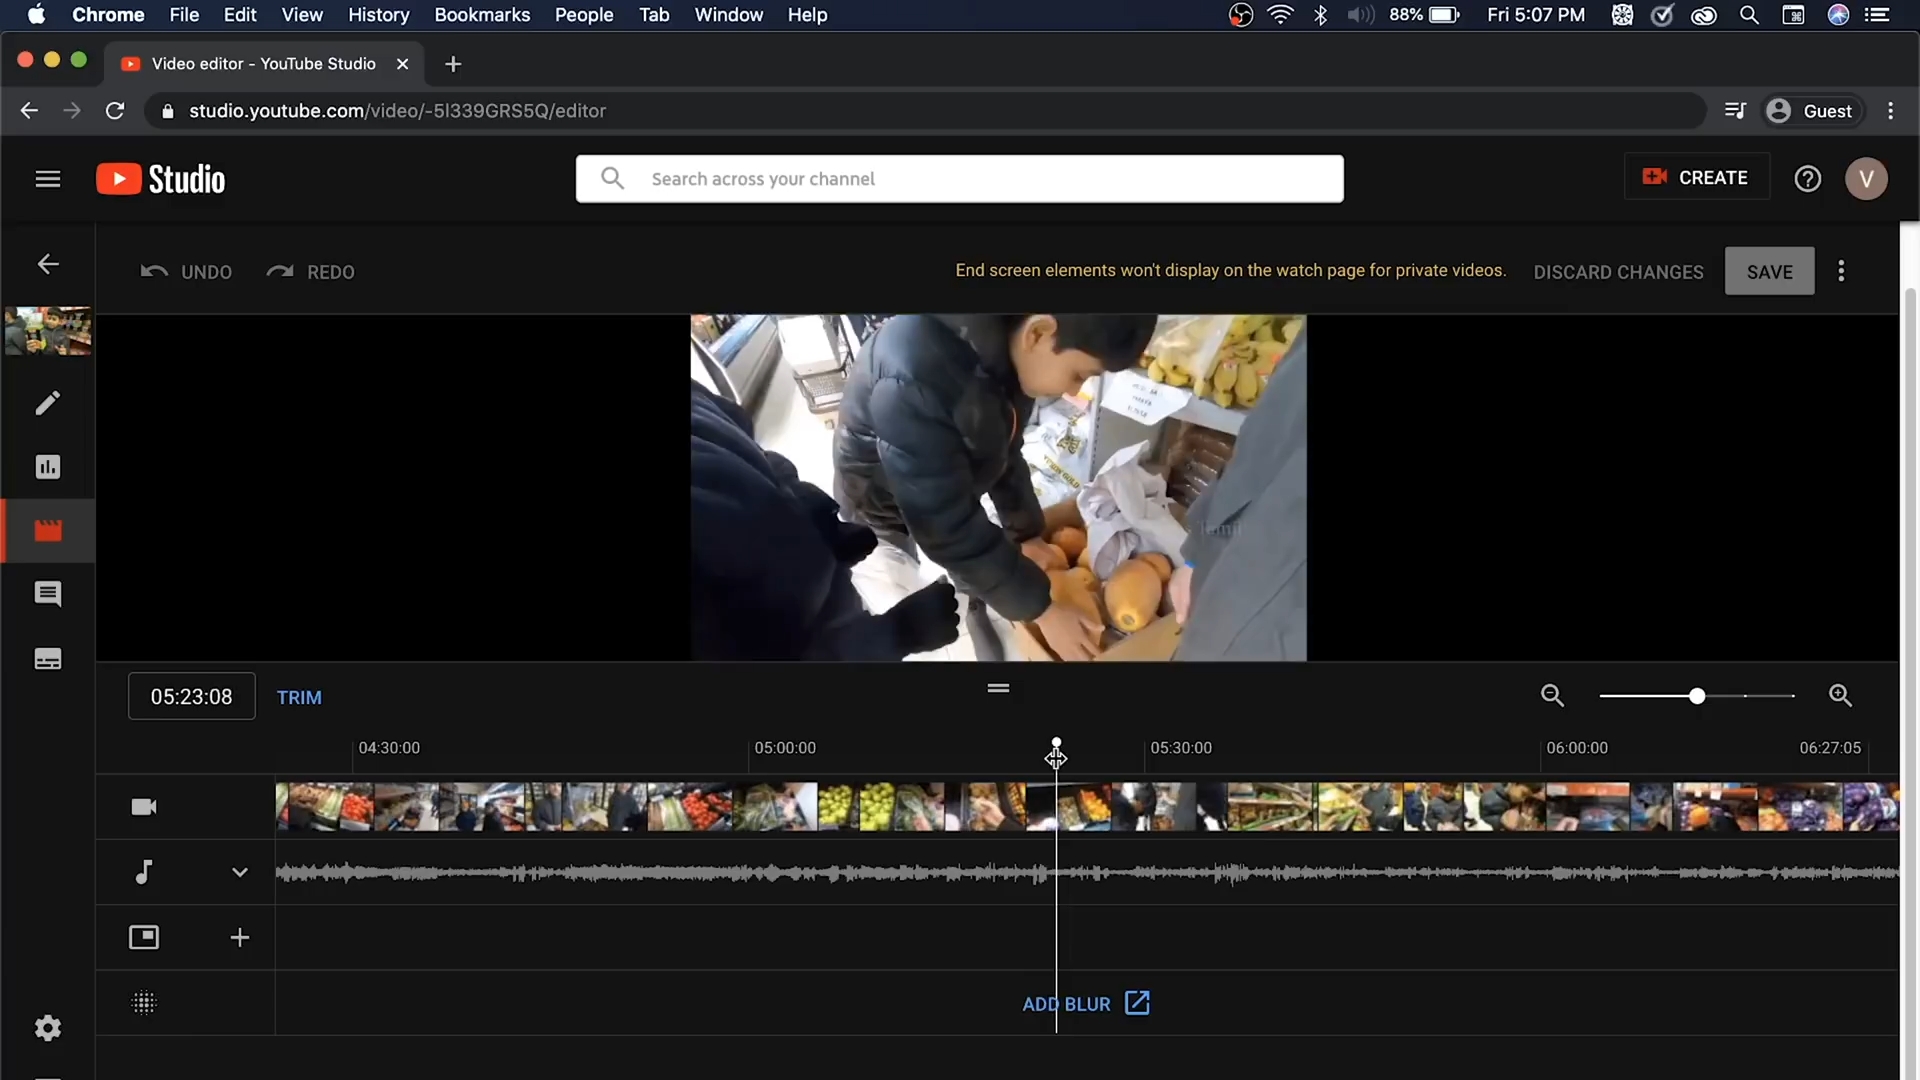 Chrome File Edit View History Bookmarks People Tab Window Help 88% Fri 5:07 PM
Video editor - YouTube Studio
studio.youtube.com/video/-5l339GRS5Q/editor Guest
Studio Search across your channel CREATE V
UNDO REDO End screen elements won't display on the watch page for private videos. DISCARD CHANGES SAVE
Tamil
05:23:08 TRIM
04:30:00 05:00:00 05:30:00 06:00:00 06:27:05
ADD BLUR